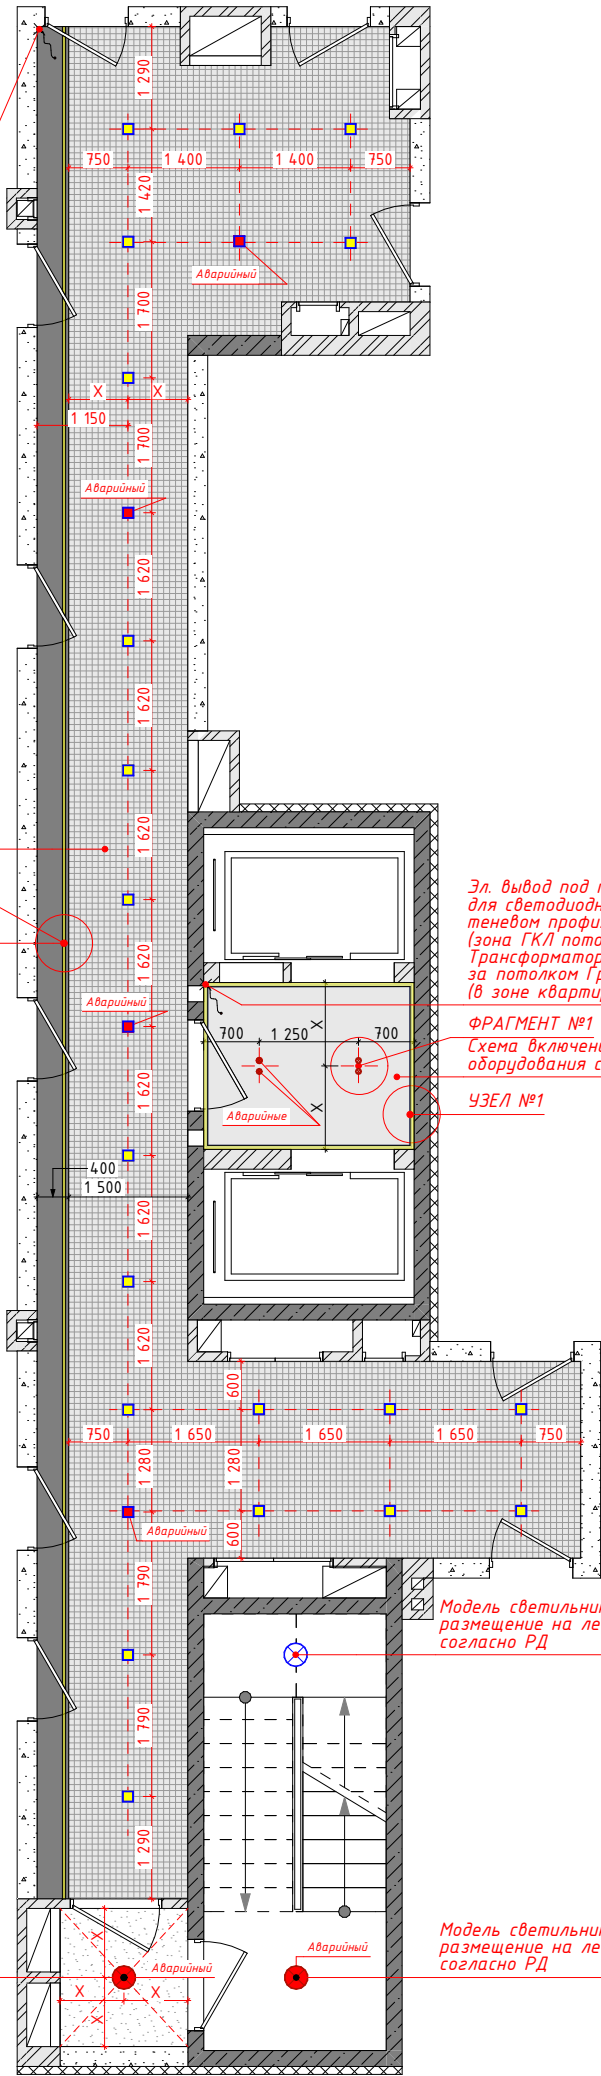 1 290
750
1 400
1 400
750
1 420
Аварийный
1 700
X
X
1 150
1 700
Аварийный
1 620
1 620
1 620
1 620
Аварийный
1 620
1 620
1 620
400
1 500
Эл. вывод под
для светодиодн
теневом профи
(зона ГКЛ пото
Трансформатор
за потолком Гр
(в зоне кварти
700
1 250
X
700
X
Аварийные
ФРАГМЕНТ №1
Схема включени
оборудования с
УЗЕЛ №1
600
750
1 650
1 650
1 650
750
1 280
1 280
600
Аварийный
1 790
Модель светильник
размещение на ле
согласно РД
1 790
1 290
X
X
X
X
Аварийный
Аварийный
Модель светильник
размещение на ле
согласно РД